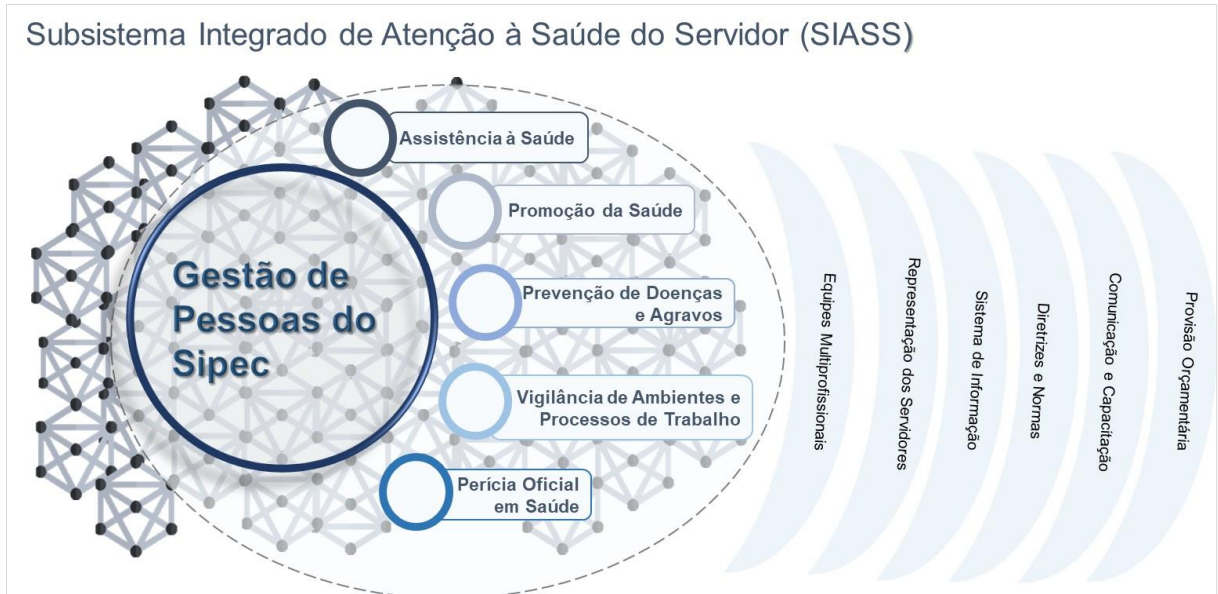 Subsistema Integrado de Atenção à Saúde do Servidor (SIASS)
Assistência à Saúde
Promoção da Saúde
Gestão de
Pessoas do
Sipec
Prevenção de Doenças
e Agravos
Vigilância de Ambientes e
Processos de Trabalho
Perícia Oficial
em Saúde
Equipes Multiprofissionais
Representação dos Servidores
Sistema de Informação
Diretrizes e Normas
Comunicação e Capacitação
Provisão Orçamentária